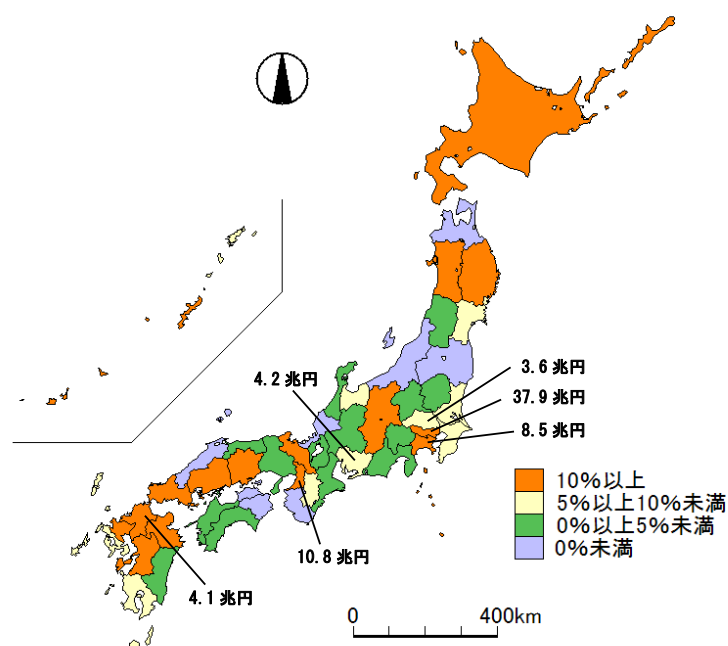 3.6 兆円
4.2 兆円
37.9 兆円
8.5 兆円
10%以上
5%以上10%未満
0%以上5%未満
0%未満
10.8 兆円
4.1 兆円
0
400km